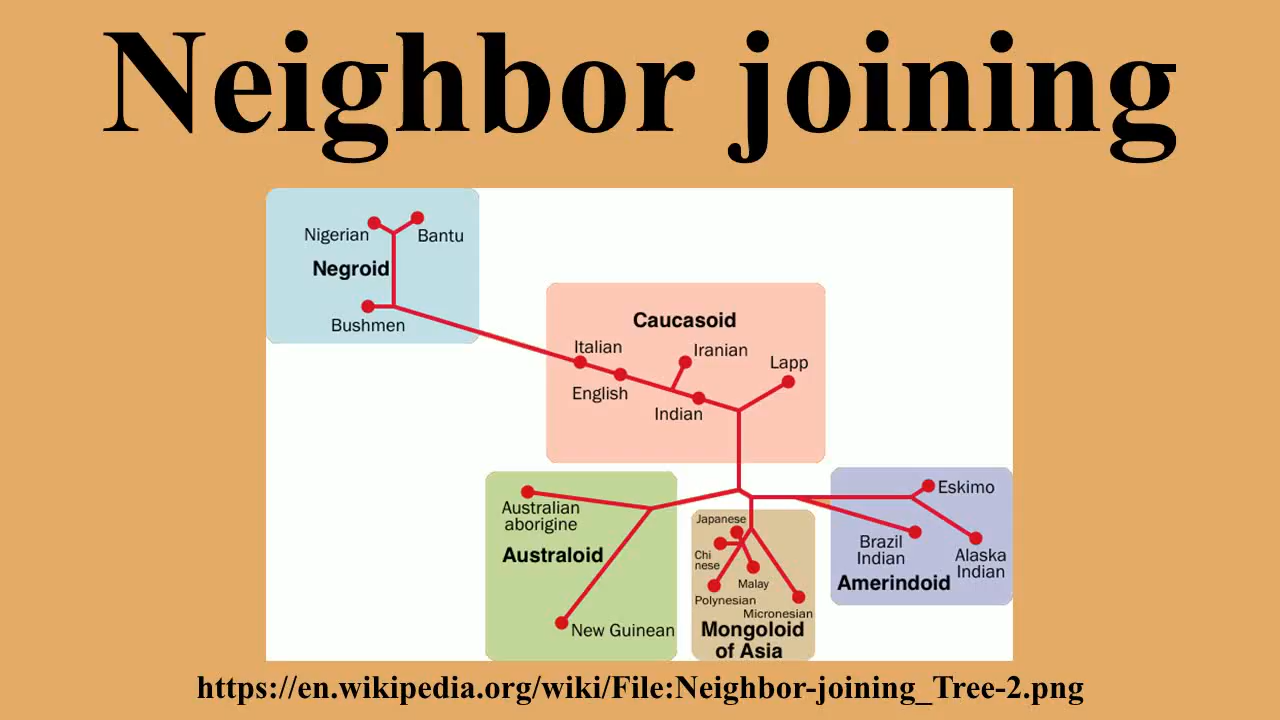 Neighbor joining
Nigerian
Bantu
Negroid
Bushmen
Caucasoid
Italian
Iranian
Lapp
English
Indian
Australian
aborigine
Australoid
New Guinean
Japanese
Chi
nese
Malay
Polynesian
Micronesian
Mongoloid
of Asia
Eskimo
Brazil
Indian
Alaska
Indian
Amerindoid
https://en.wikipedia.org/wiki/File:Neighbor-joining_Tree-2.png